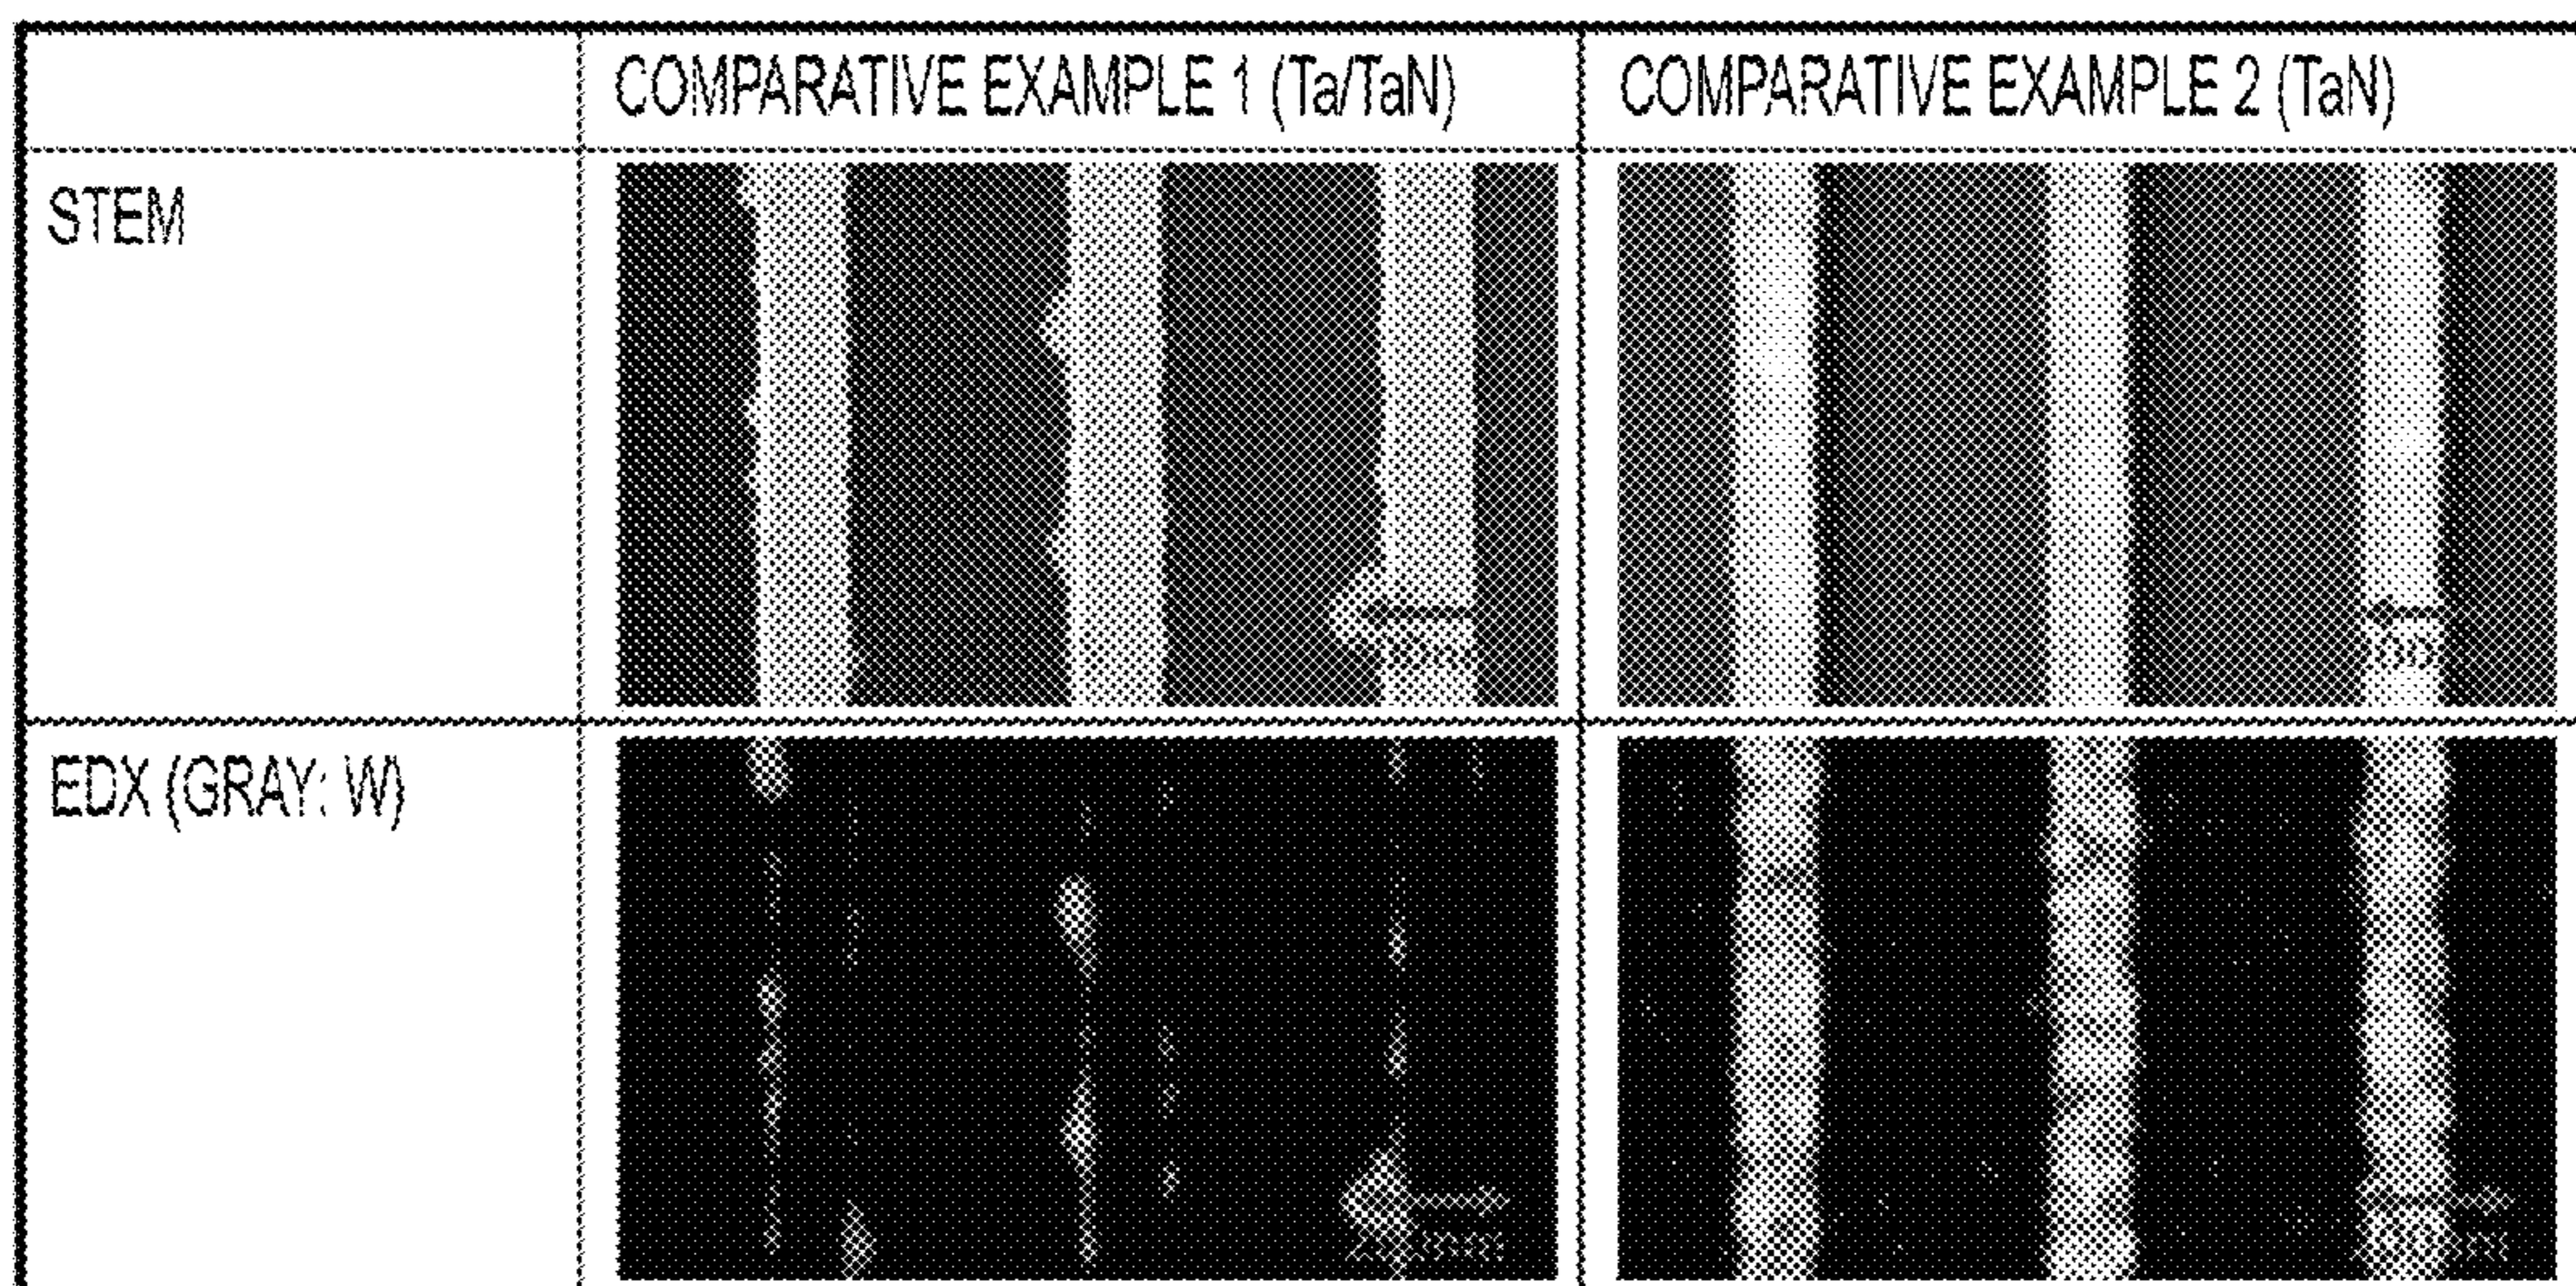 COMPARATIVE EXAMPLE 1 (Ta/TaN)
COMPARATIVE EXAMPLE 2 (TaN)
STEM
EDX (GRAY: W)